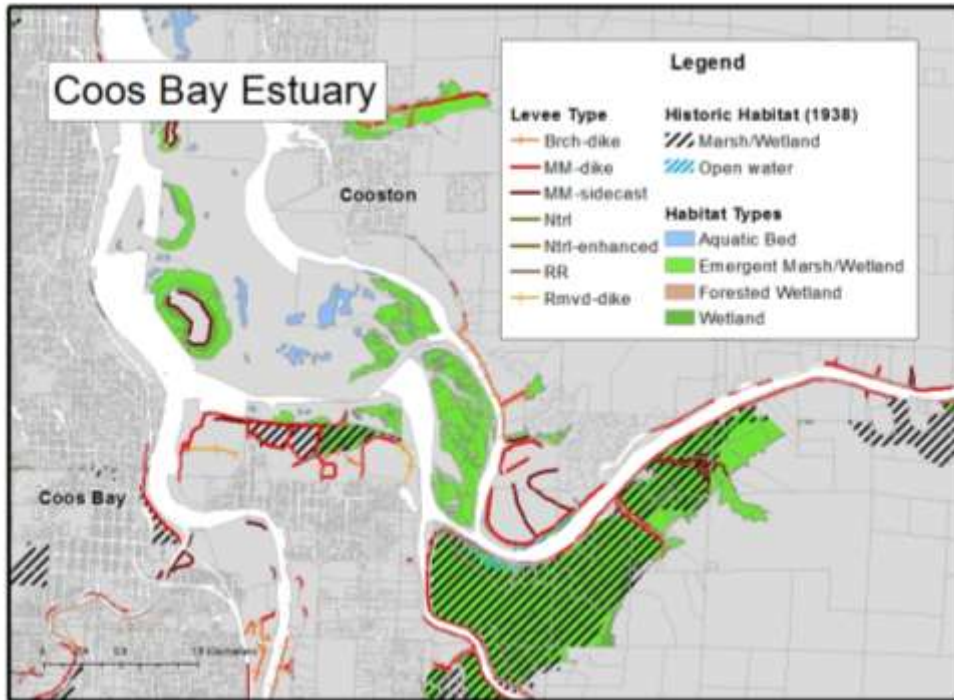 Coos Bay Estuary
Legend
Levee Type
Brch-dike
MM-dike
MM-sidecast
Ntrl
Ntrl-enhanced
RR
Rmvd-dike
Historic Habitat (1938)
Marsh/Wetland
Open water
Habitat Types
Aquatic Bed
Emergent Marsh/Wetland
Forested Wetland
Wetland
Cooston
Coos Bay